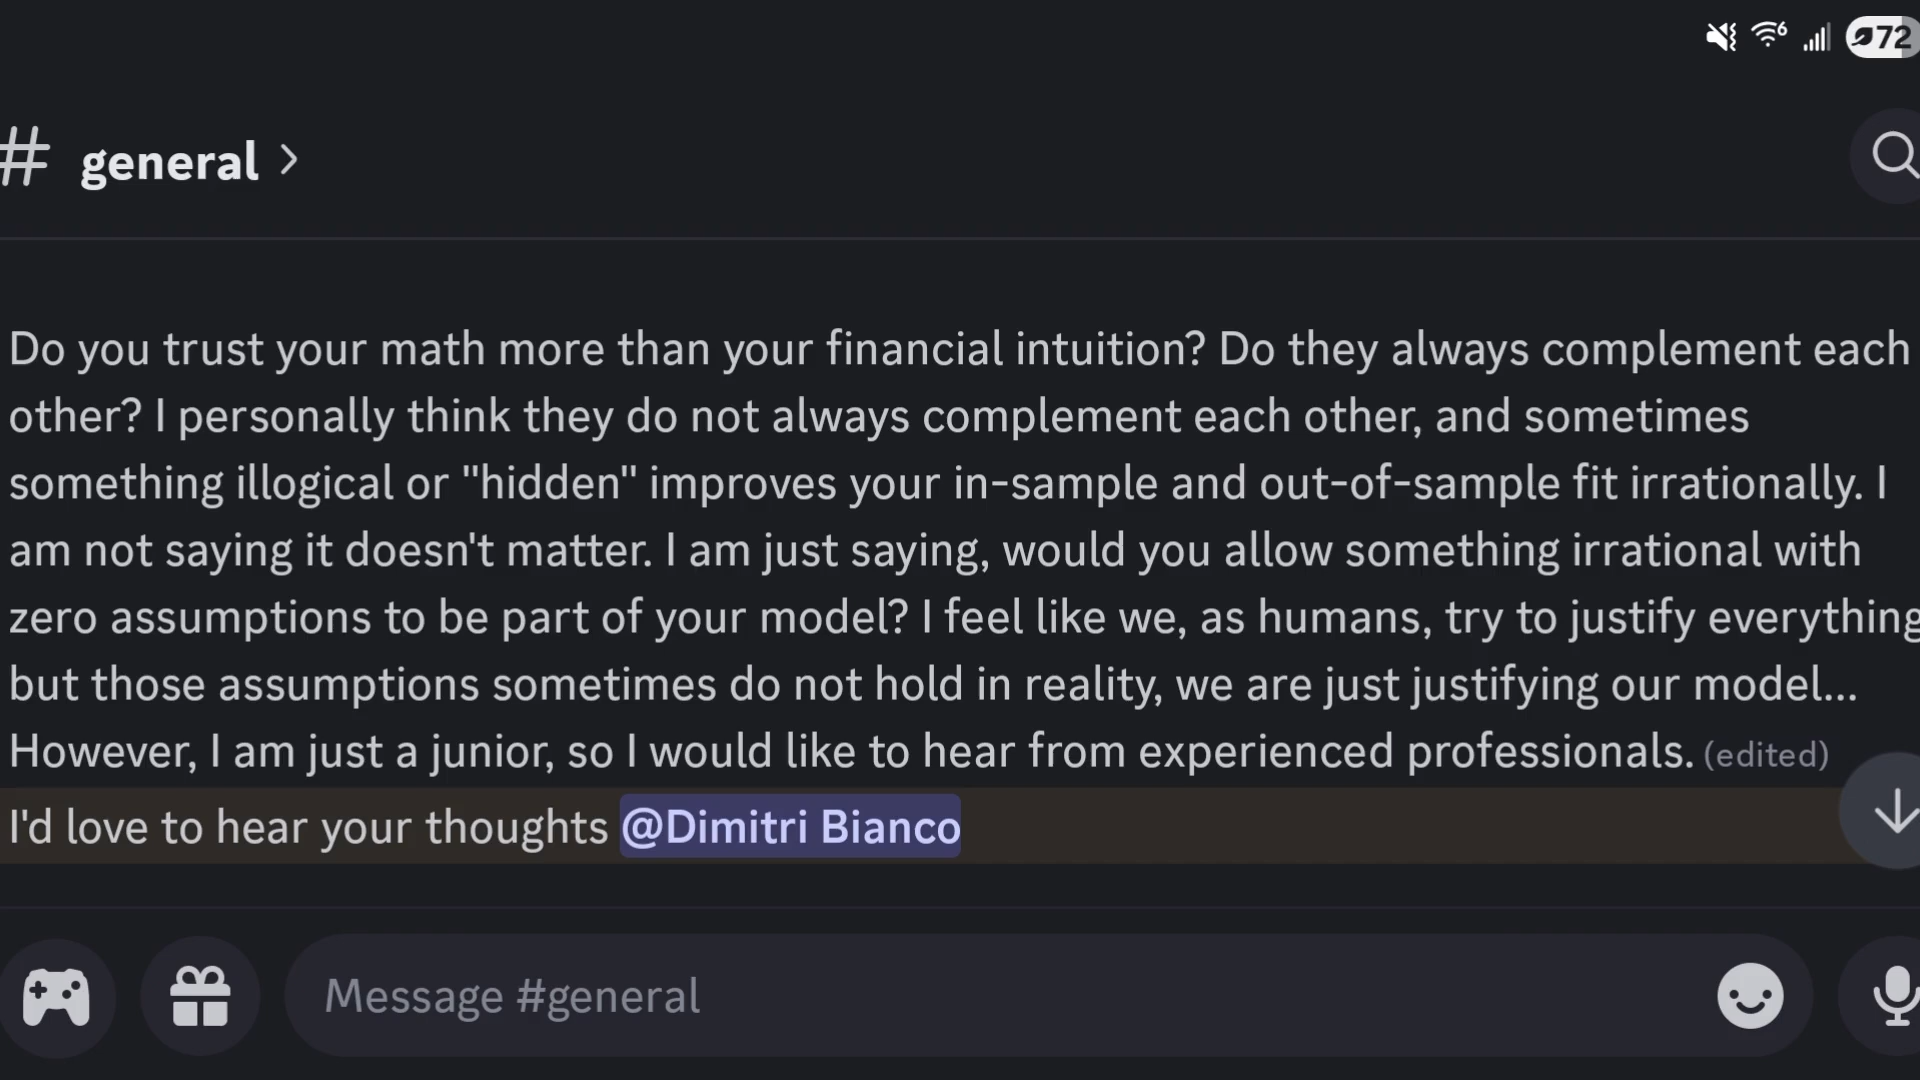 6
72
# general >
Do you trust your math more than your financial intuition? Do they always complement each
other? I personally think they do not always complement each other, and sometimes
something illogical or "hidden" improves your in-sample and out-of-sample fit irrationally. I
am not saying it doesn't matter. I am just saying, would you allow something irrational with
zero assumptions to be part of your model? I feel like we, as humans, try to justify everything
but those assumptions sometimes do not hold in reality, we are just justifying our model...
However, I am just a junior, so I would like to hear from experienced professionals. (edited)
I'd love to hear your thoughts @Dimitri Bianco
Message #general